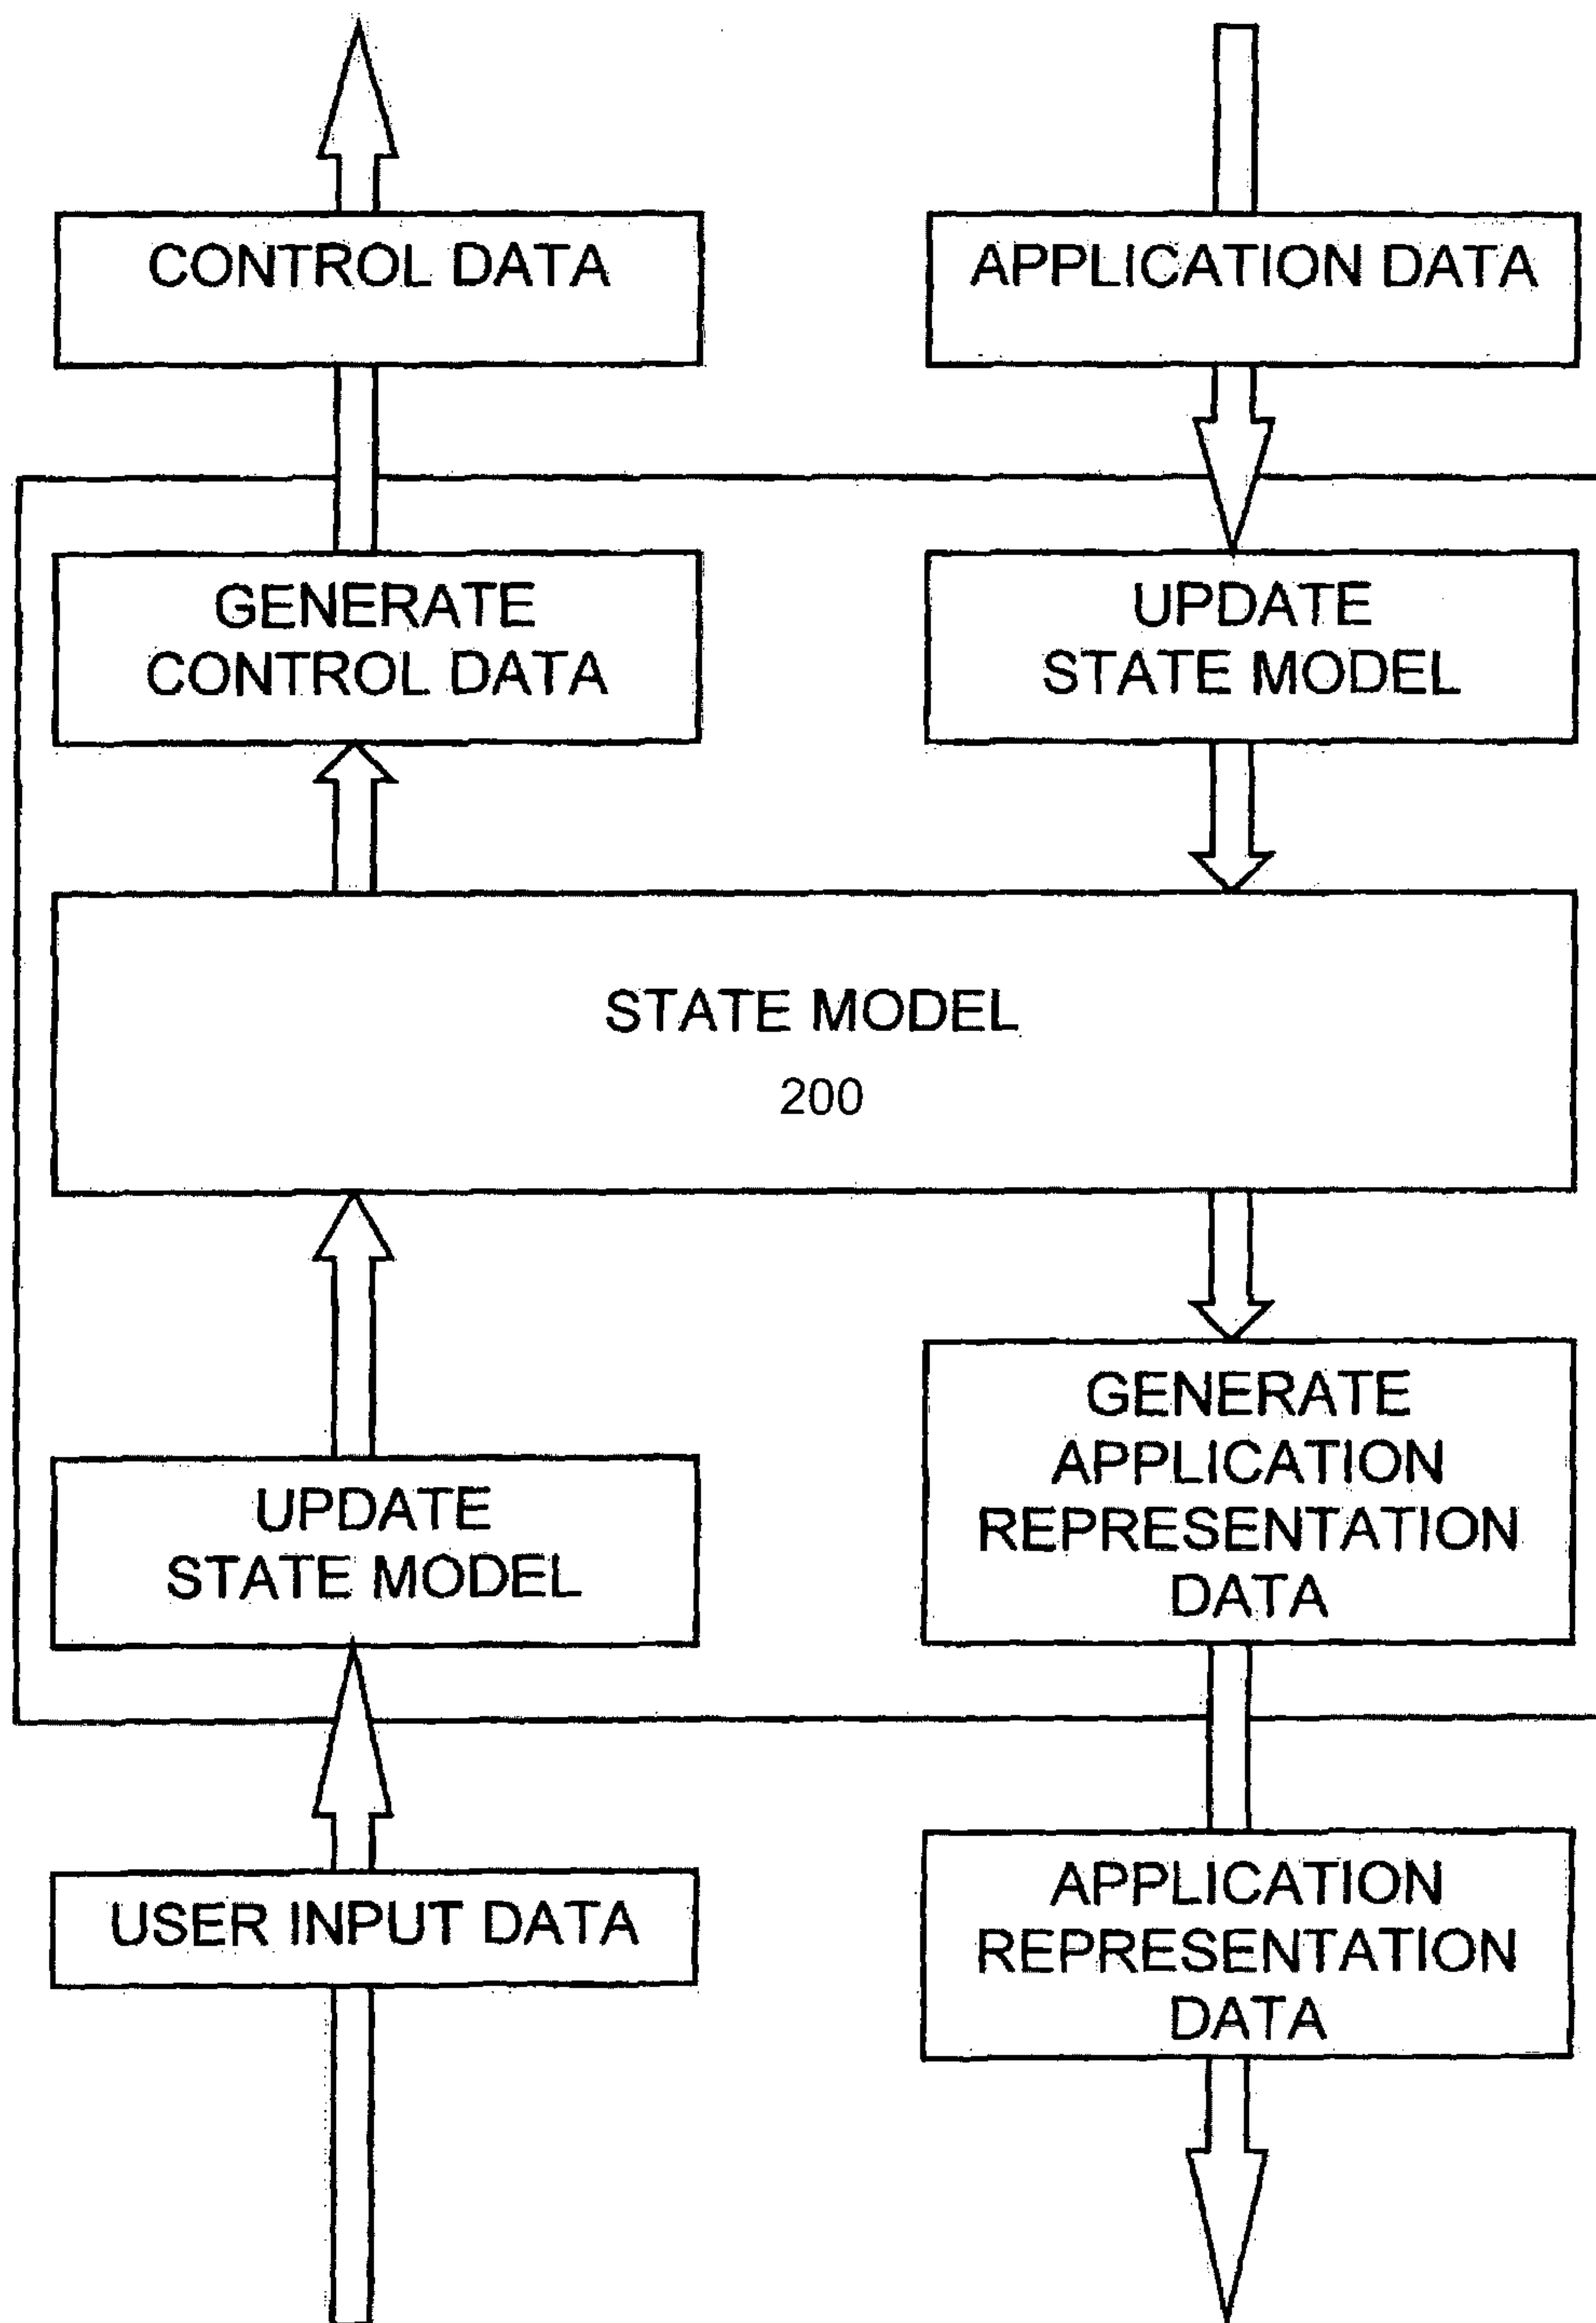 CONTROL DATA
APPLICATION DATA
GENERATE
CONTROL DATA
UPDATE
STATE MODEL
STATE MODEL
200
GENERATE
APPLICATION
REPRESENTATION
DATA
UPDATE
STATE MODEL
USER INPUT DATA
APPLICATION
REPRESENTATION
DATA